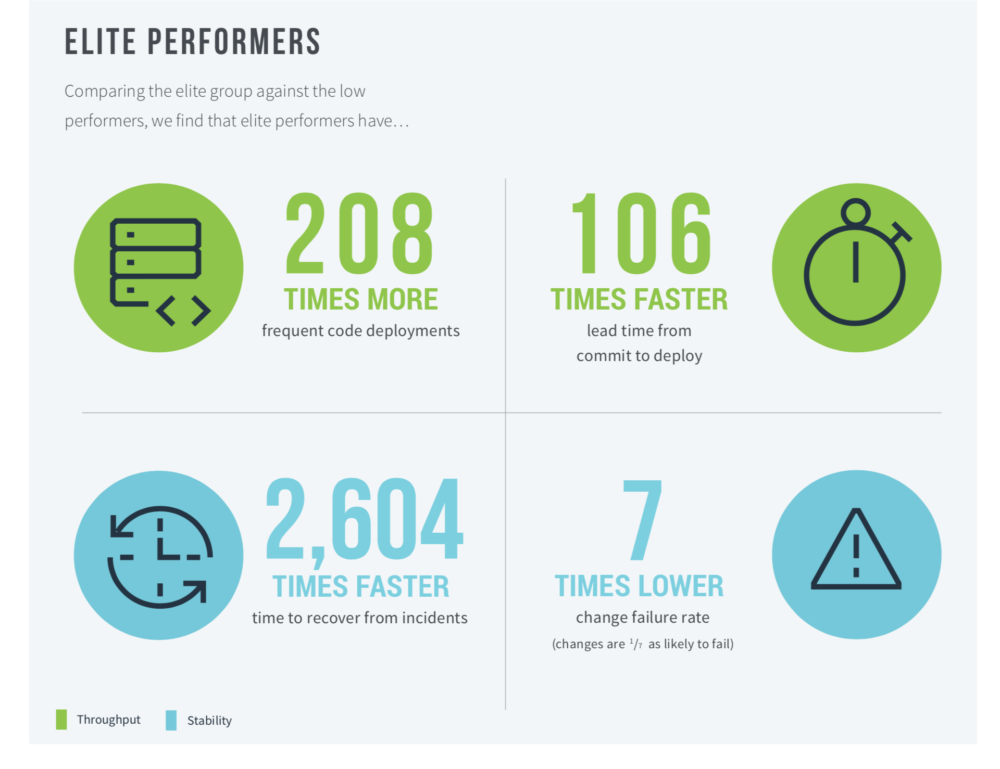 ELITE PERFORMERS
Comparing the elite group against the low
performers, we find that elite performers have…
208
TIMES MORE
frequent code deployments
106
TIMES FASTER
lead time from
commit to deploy
2,604
TIMES FASTER
time to recover from incidents
7
TIMES LOWER
change failure rate
(changes are 1/7 as likely to fail)
Throughput
Stability